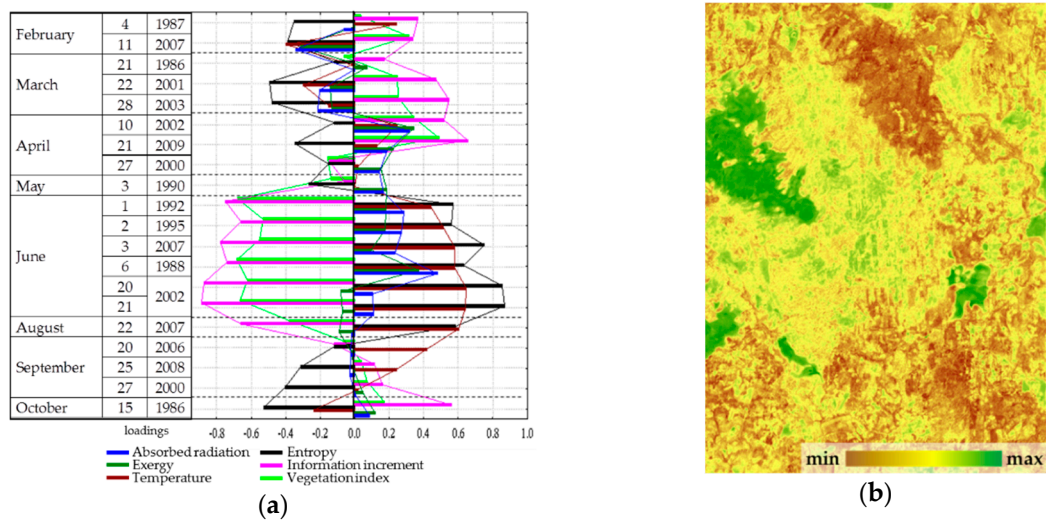 February 4 1987
11 2007
March 21 1986
22 2001
28 2003
April 10 2002
21 2009
27 2000
May 3 1990
June 1 1992
2 1995
3 2007
6 1988
20 2002
21
August 22 2007
September 20 2006
25 2008
27 2000
October 15 1986
loadings -0.8 -0.6 -0.4 -0.2 0.0 0.2 0.4 0.6 0.8 1.0
Absorbed radiation Entropy
Exergy Information increment
Temperature Vegetation index
(a)
min max
(b)